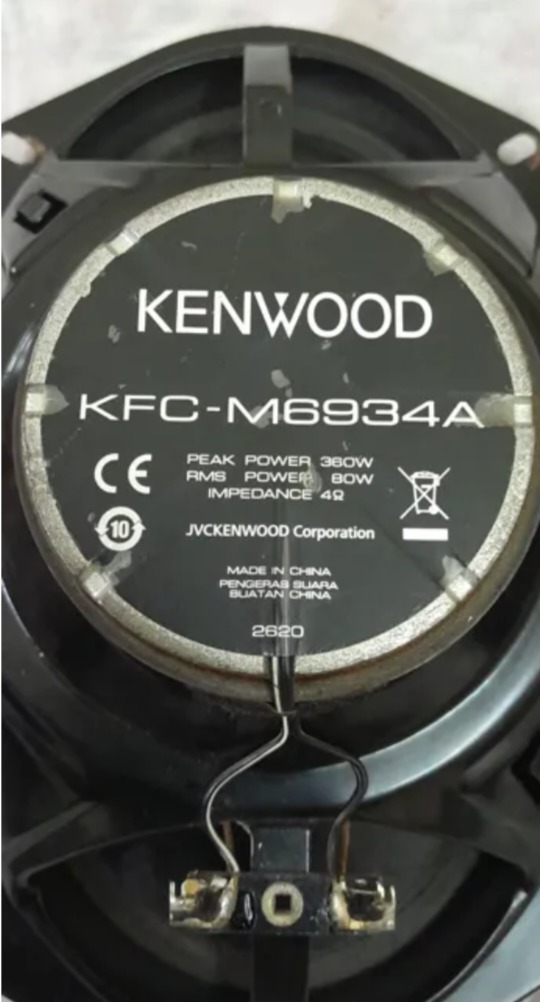 KENWOOD
KFC-M6934A
CE
PEAK POWER 360W
RMS POWER 80W
IMPEDANCE 4Ω
10
JVCKENWOOD Corporation
MADE IN CHINA
PENGERAS SUARA
BUATAN CHINA
2620